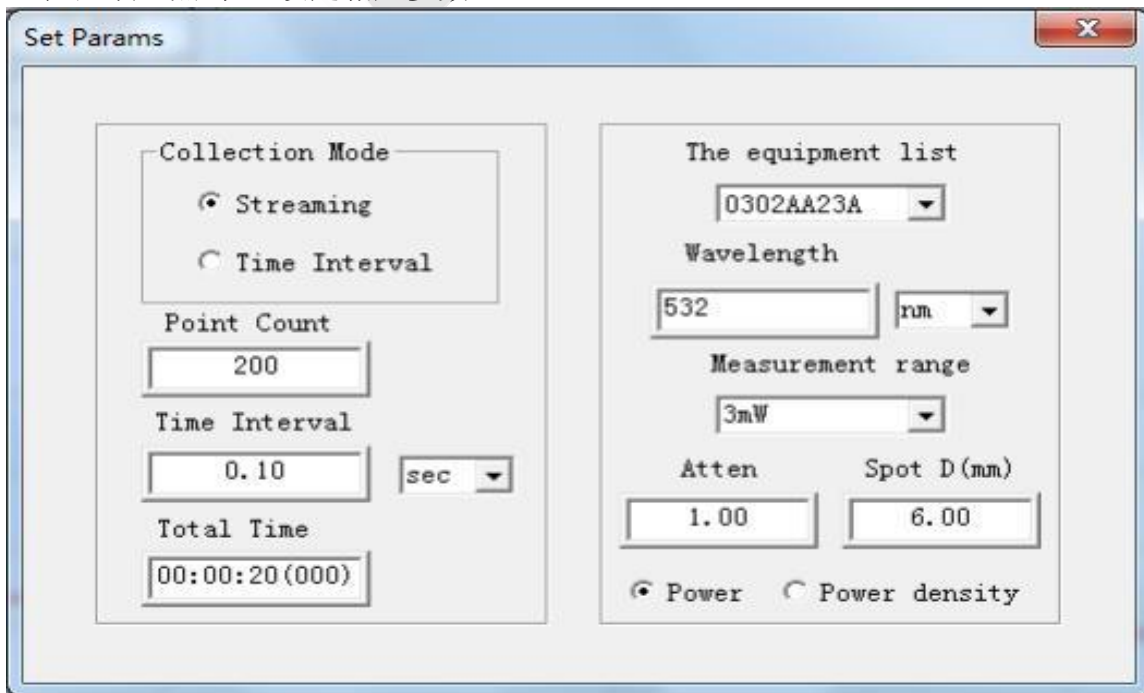 Set Params
Collection Mode
Streaming
Time Interval
Point Count
200
Time Interval
0.10
sec
Total Time
00:00:20(000)
The equipment list
0302AA23A
Wavelength
532
nm
Measurement range
3mW
Atten
Spot D(mm)
1.00
6.00
Power
Power density